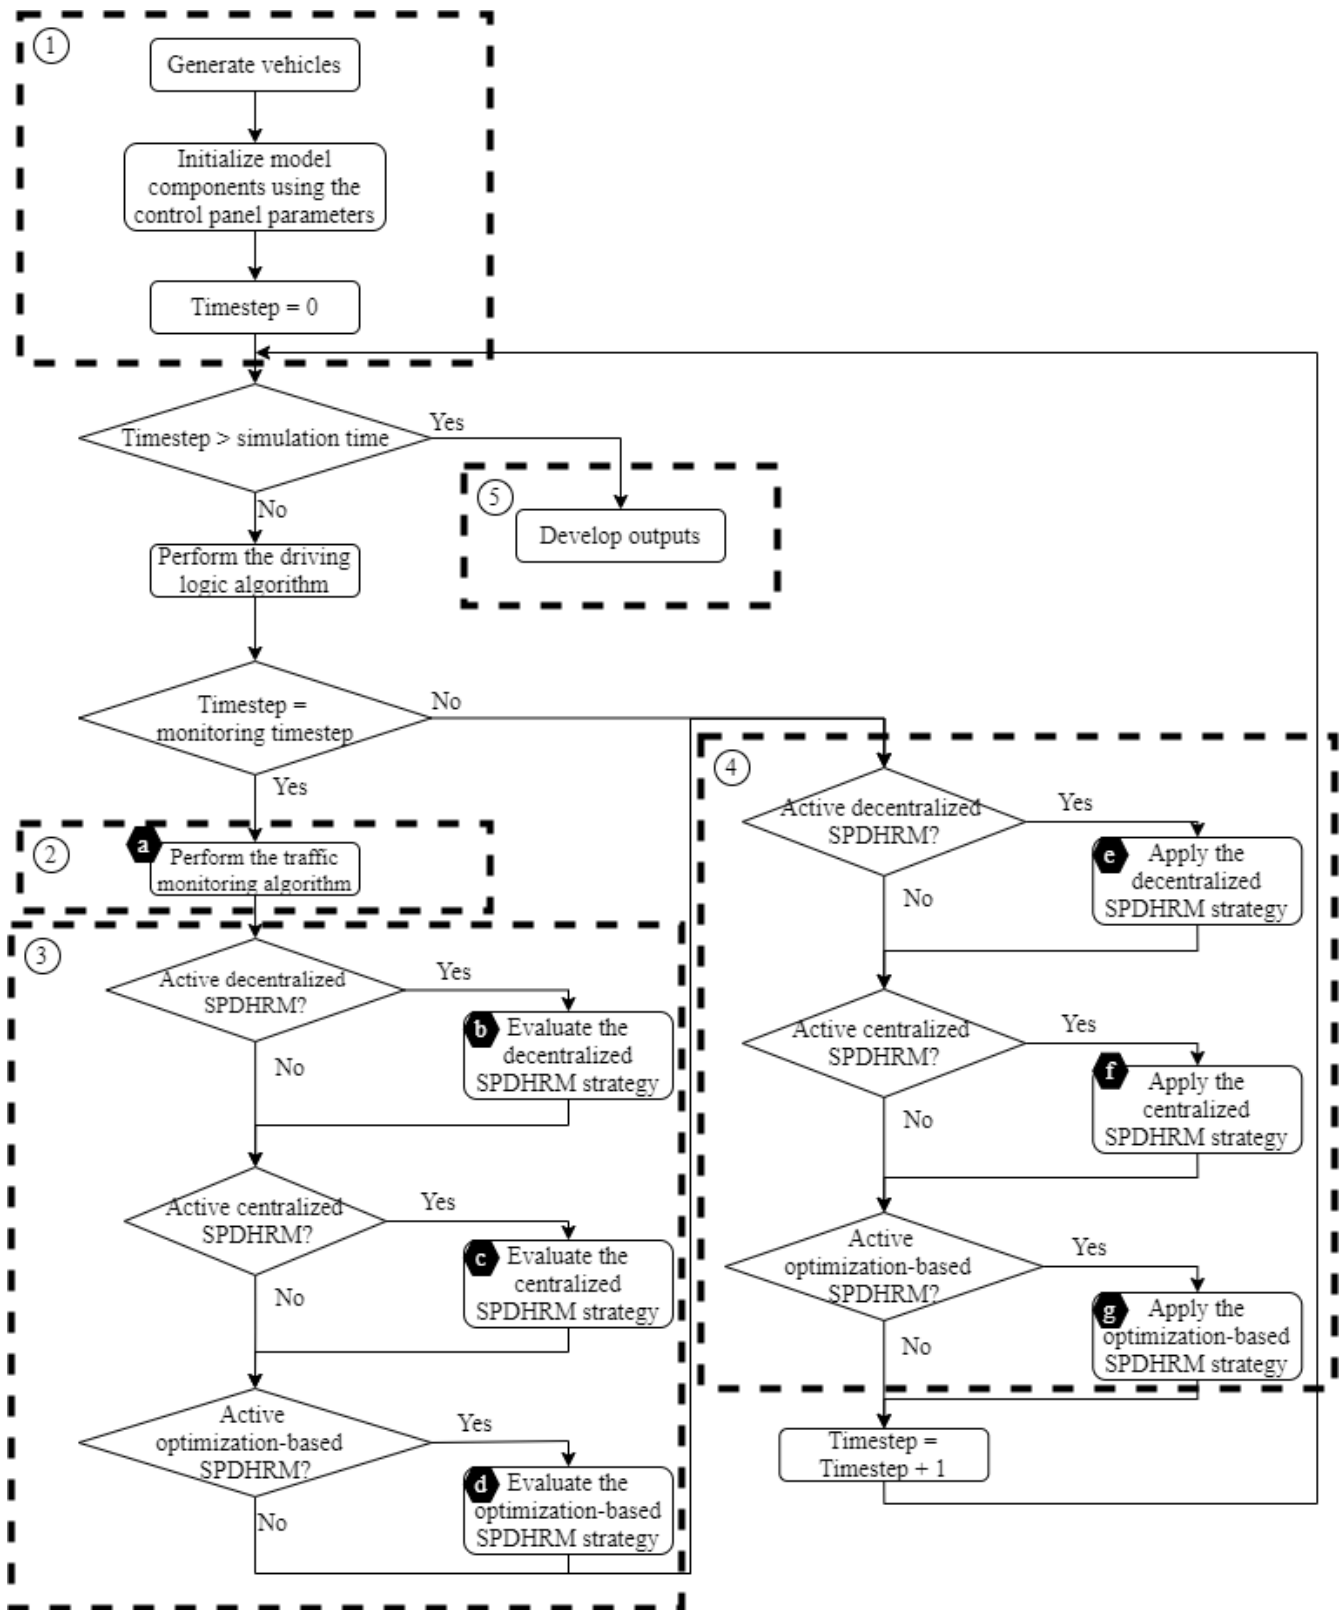 1
Generate vehicles
Initialize model
components using the
control panel parameters
Timestep = 0
Timestep > simulation time
Yes
No
5
Develop outputs
Perform the driving
logic algorithm
Timestep =
monitoring timestep
No
Yes
2
a
Perform the traffic
monitoring algorithm
3
Active decentralized
SPDHRM?
Yes
No
b
Evaluate the
decentralized
SPDHRM strategy
Active centralized
SPDHRM?
Yes
No
c
Evaluate the
centralized
SPDHRM strategy
Active
optimization-based
SPDHRM?
Yes
No
d
Evaluate the
optimization-based
SPDHRM strategy
4
Active decentralized
SPDHRM?
Yes
No
e
Apply the
decentralized
SPDHRM strategy
Active centralized
SPDHRM?
Yes
No
f
Apply the
centralized
SPDHRM strategy
Active
optimization-based
SPDHRM?
Yes
No
g
Apply the
optimization-based
SPDHRM strategy
Timestep =
Timestep + 1